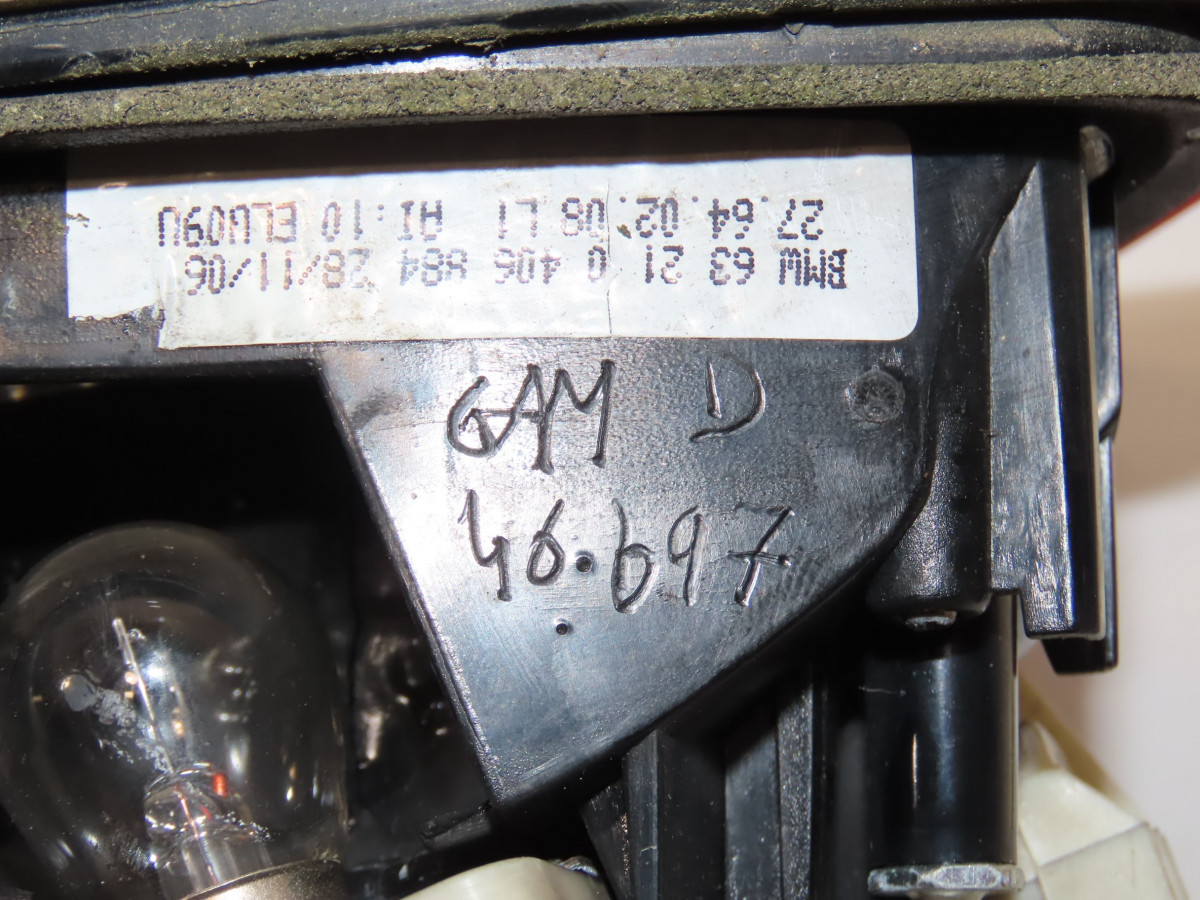 BMW 63 21 0 406 884 28/11/06
27.64.02.08 L1 AI:10
GAM D
46.697